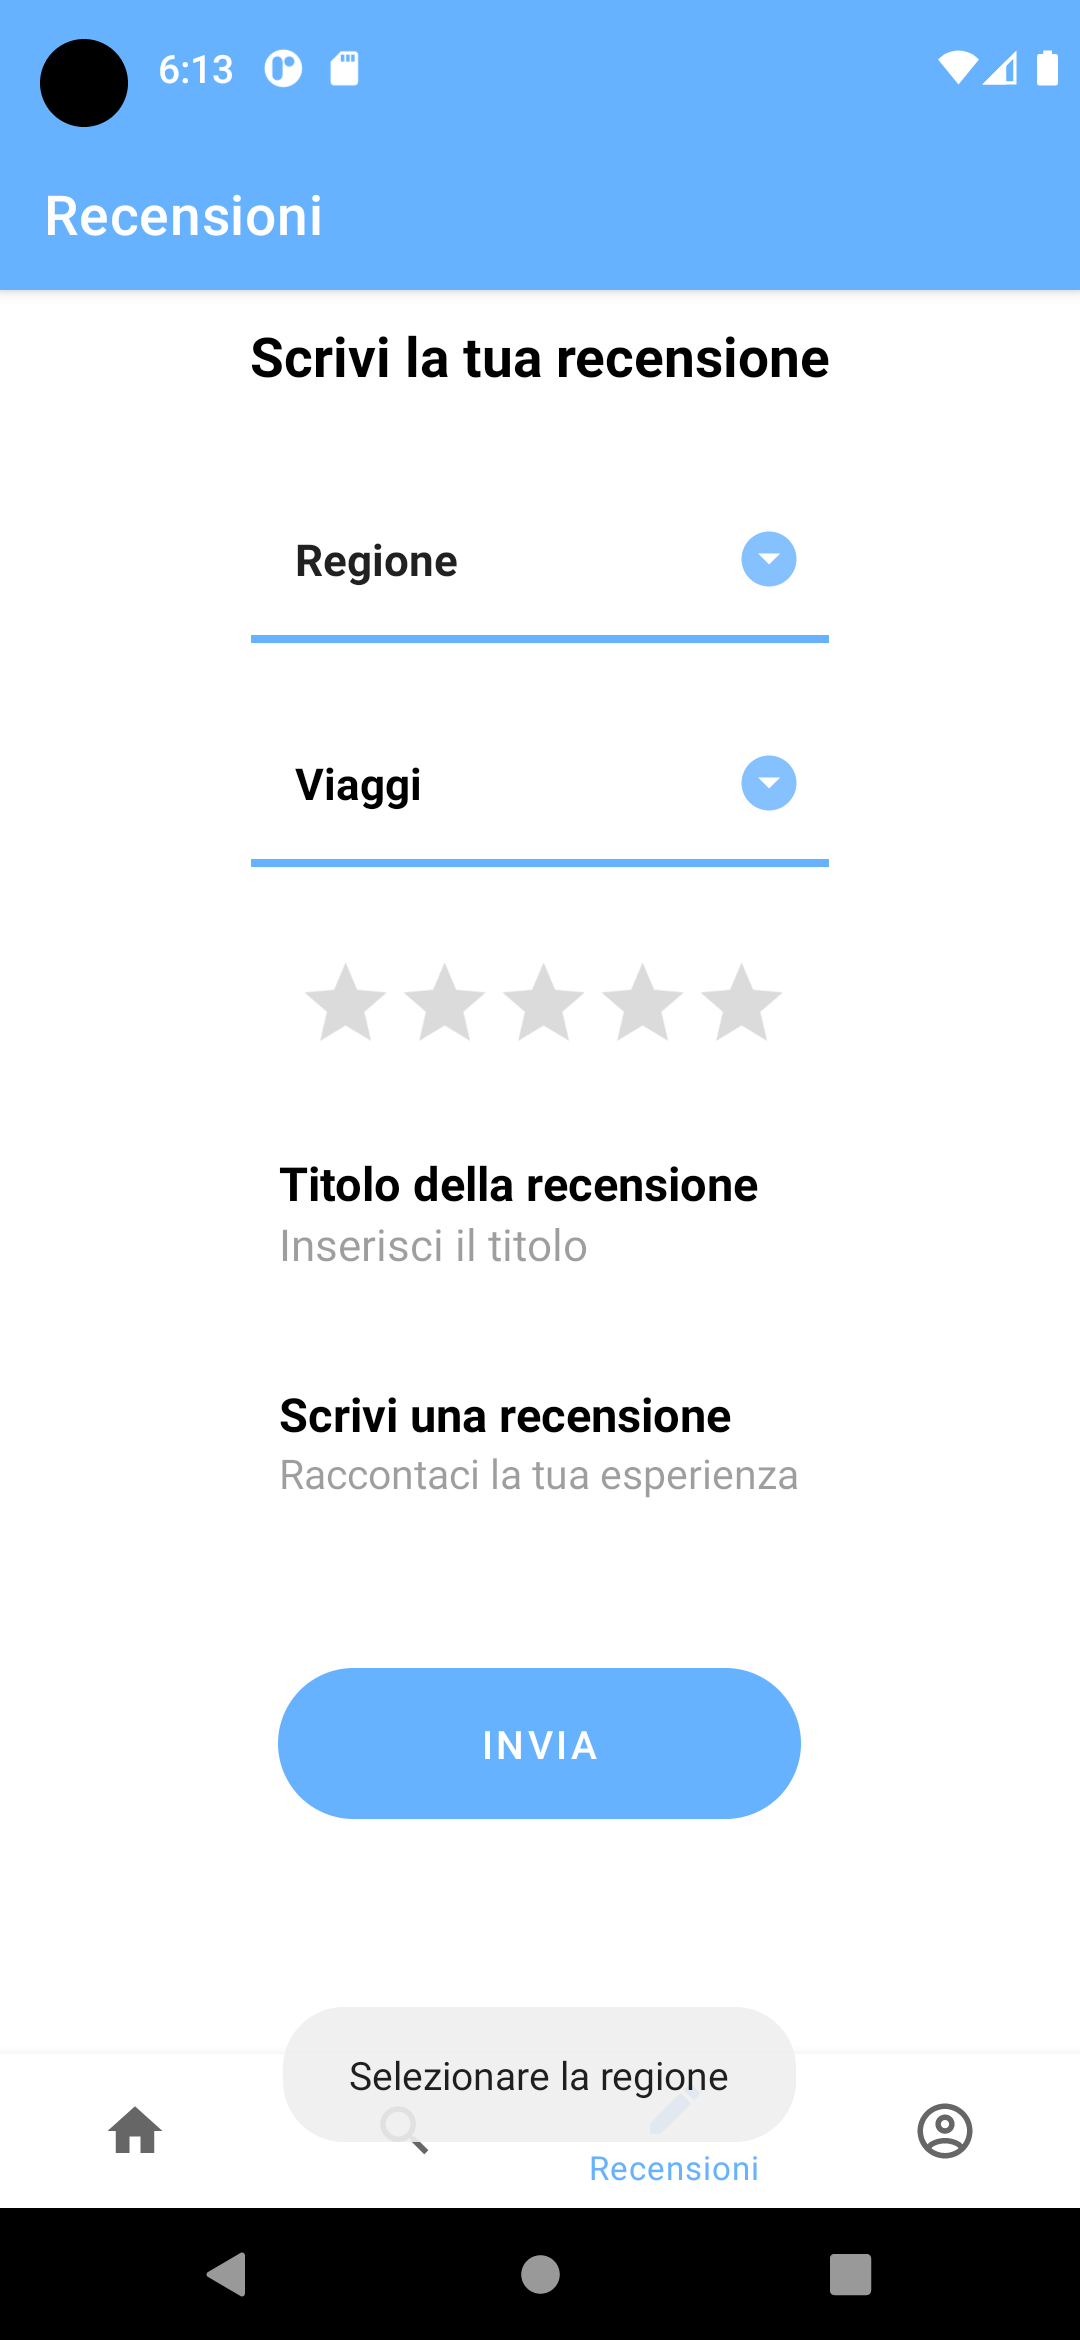 6:13
Recensioni
Scrivi la tua recensione
Regione
Viaggi
Titolo della recensione
Inserisci il titolo
Scrivi una recensione
Raccontaci la tua esperienza
INVIA
Selezionare la regione
Recensioni